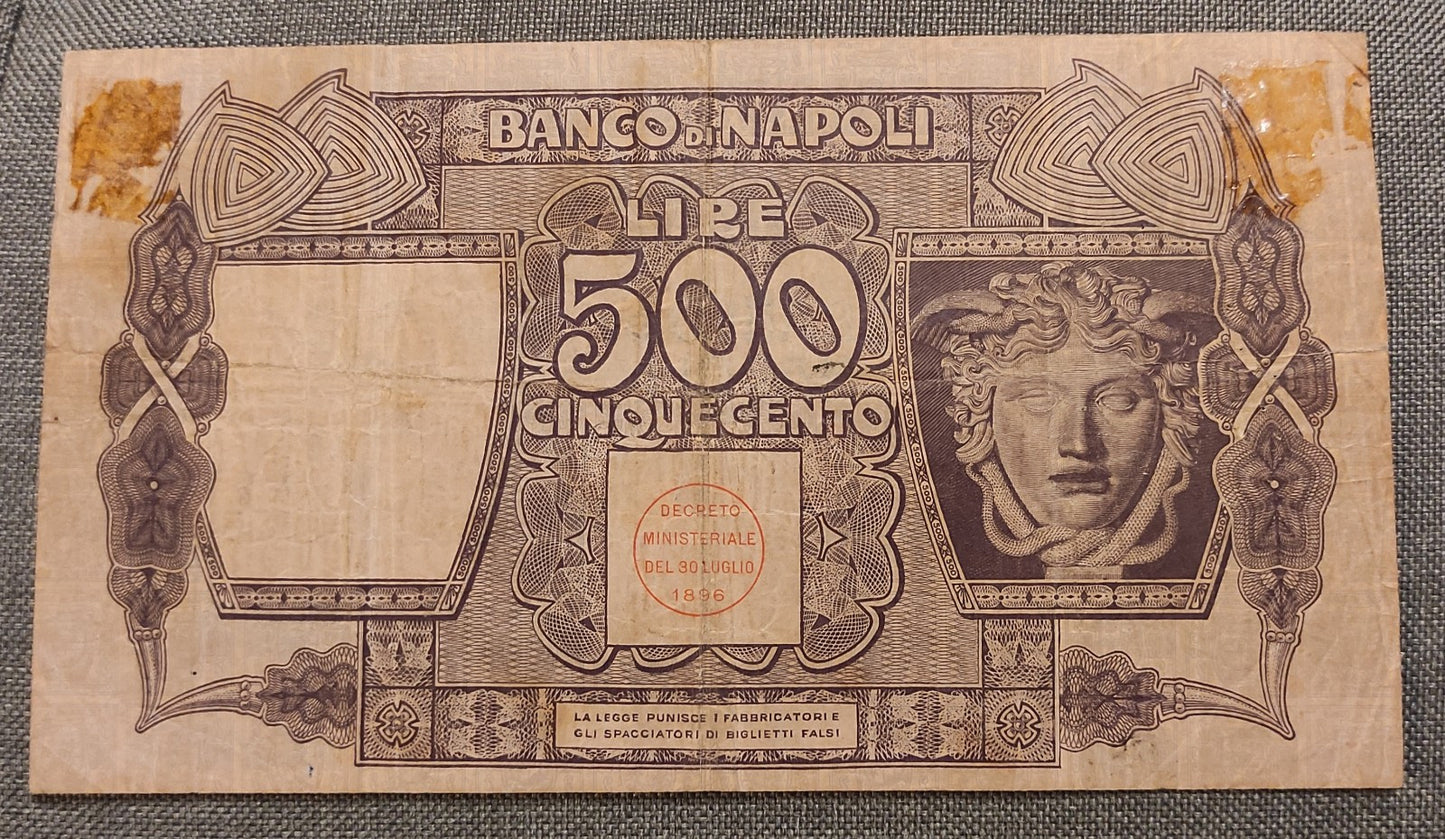 BANCO DI NAPOLI
LIRE
500
CINQUECENTO
DECRETO
MINISTERIALE
DEL 30 LUGLIO
1896
LA LEGGE PUNISCE I FABBRICATORI E
GLI SPACCIATORI DI BIGLIETTI FALSI